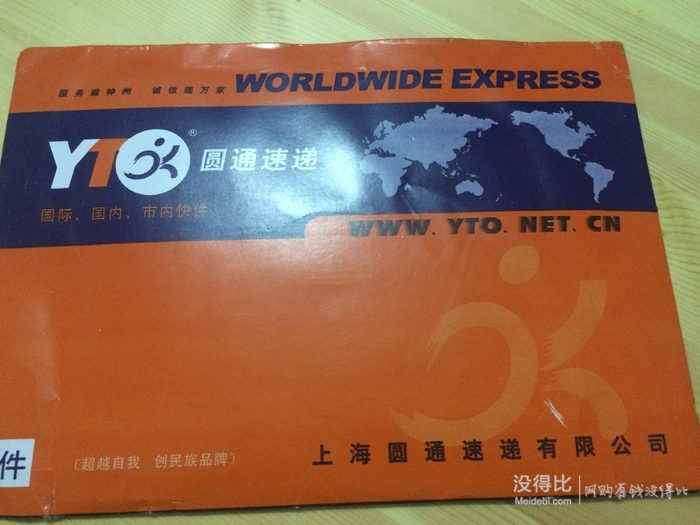 服务遍神州 诚信遍万家 WORLDWIDE EXPRESS
YTO® 圆通速递
国际、国内、市内快件
WWW.YTO.NET.CN
件
〔超越自我 创民族品牌〕
上海圆通速递有限公司
没得比 网购省钱没得比
Meidebi.com